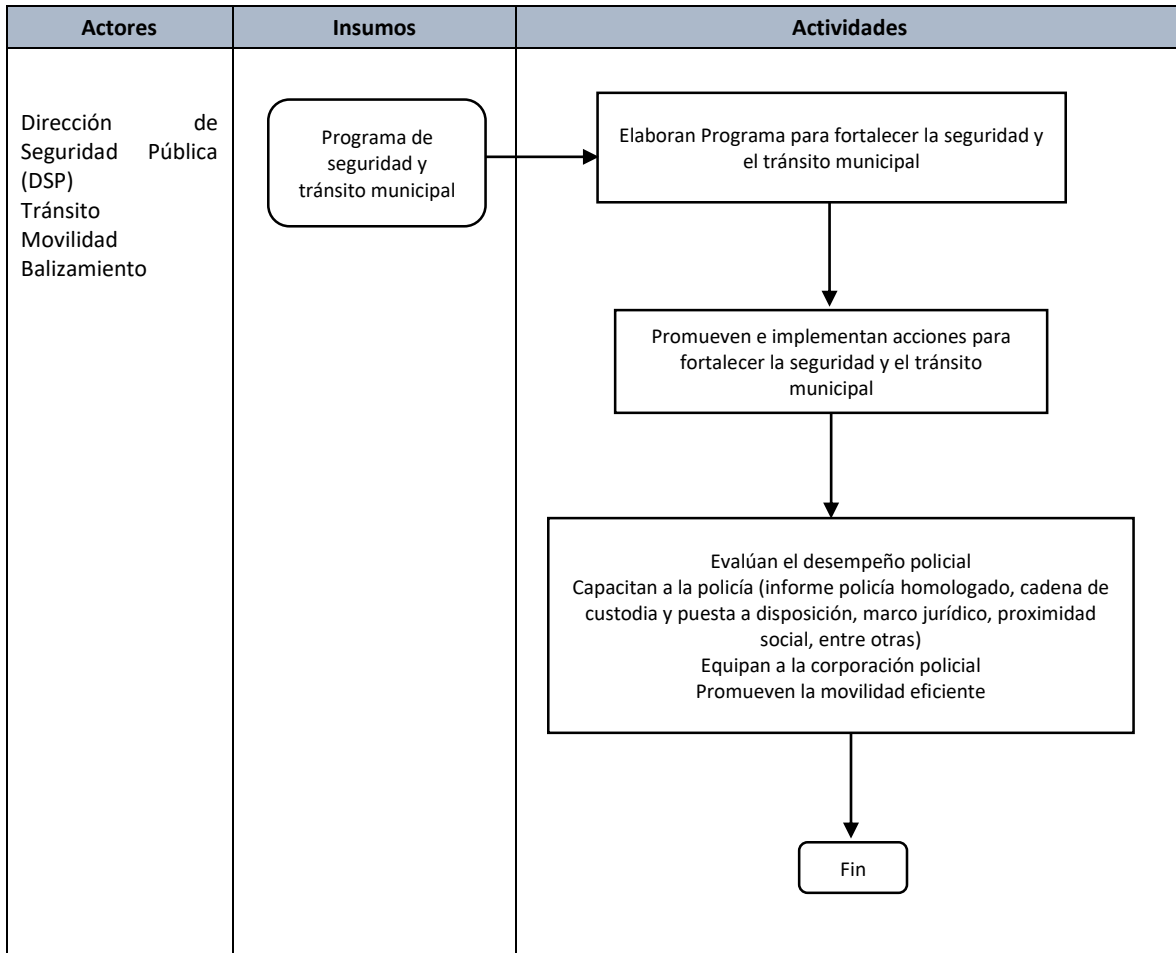 Actores
Insumos
Actividades
Dirección de
Seguridad Pública
(DSP)
Tránsito
Movilidad
Balizamiento
Programa de
seguridad y
tránsito municipal
Elaboran Programa para fortalecer la seguridad y
el tránsito municipal
Promueven e implementan acciones para
fortalecer la seguridad y el tránsito
municipal
Evalúan el desempeño policial
Capacitan a la policía (informe policía homologado, cadena de
custodia y puesta a disposición, marco jurídico, proximidad
social, entre otras)
Equipan a la corporación policial
Promueven la movilidad eficiente
Fin